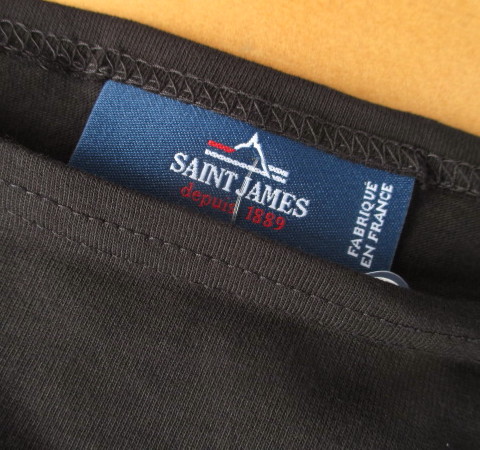 SAINT JAMES
depuis 1889
FABRIQUÉ
EN FRANCE